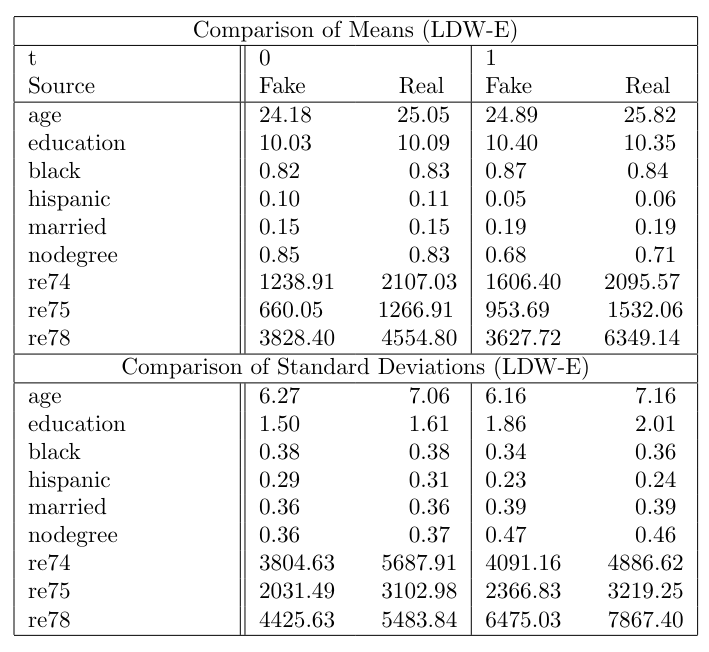 Comparison of Means (LDW-E)
t 0 1
Source Fake Real Fake Real
age 24.18 25.05 24.89 25.82
education 10.03 10.09 10.40 10.35
black 0.82 0.83 0.87 0.84
hispanic 0.10 0.11 0.05 0.06
married 0.15 0.15 0.19 0.19
nodegree 0.85 0.83 0.68 0.71
re74 1238.91 2107.03 1606.40 2095.57
re75 660.05 1266.91 953.69 1532.06
re78 3828.40 4554.80 3627.72 6349.14
Comparison of Standard Deviations (LDW-E)
age 6.27 7.06 6.16 7.16
education 1.50 1.61 1.86 2.01
black 0.38 0.38 0.34 0.36
hispanic 0.29 0.31 0.23 0.24
married 0.36 0.36 0.39 0.39
nodegree 0.36 0.37 0.47 0.46
re74 3804.63 5687.91 4091.16 4886.62
re75 2031.49 3102.98 2366.83 3219.25
re78 4425.63 5483.84 6475.03 7867.40